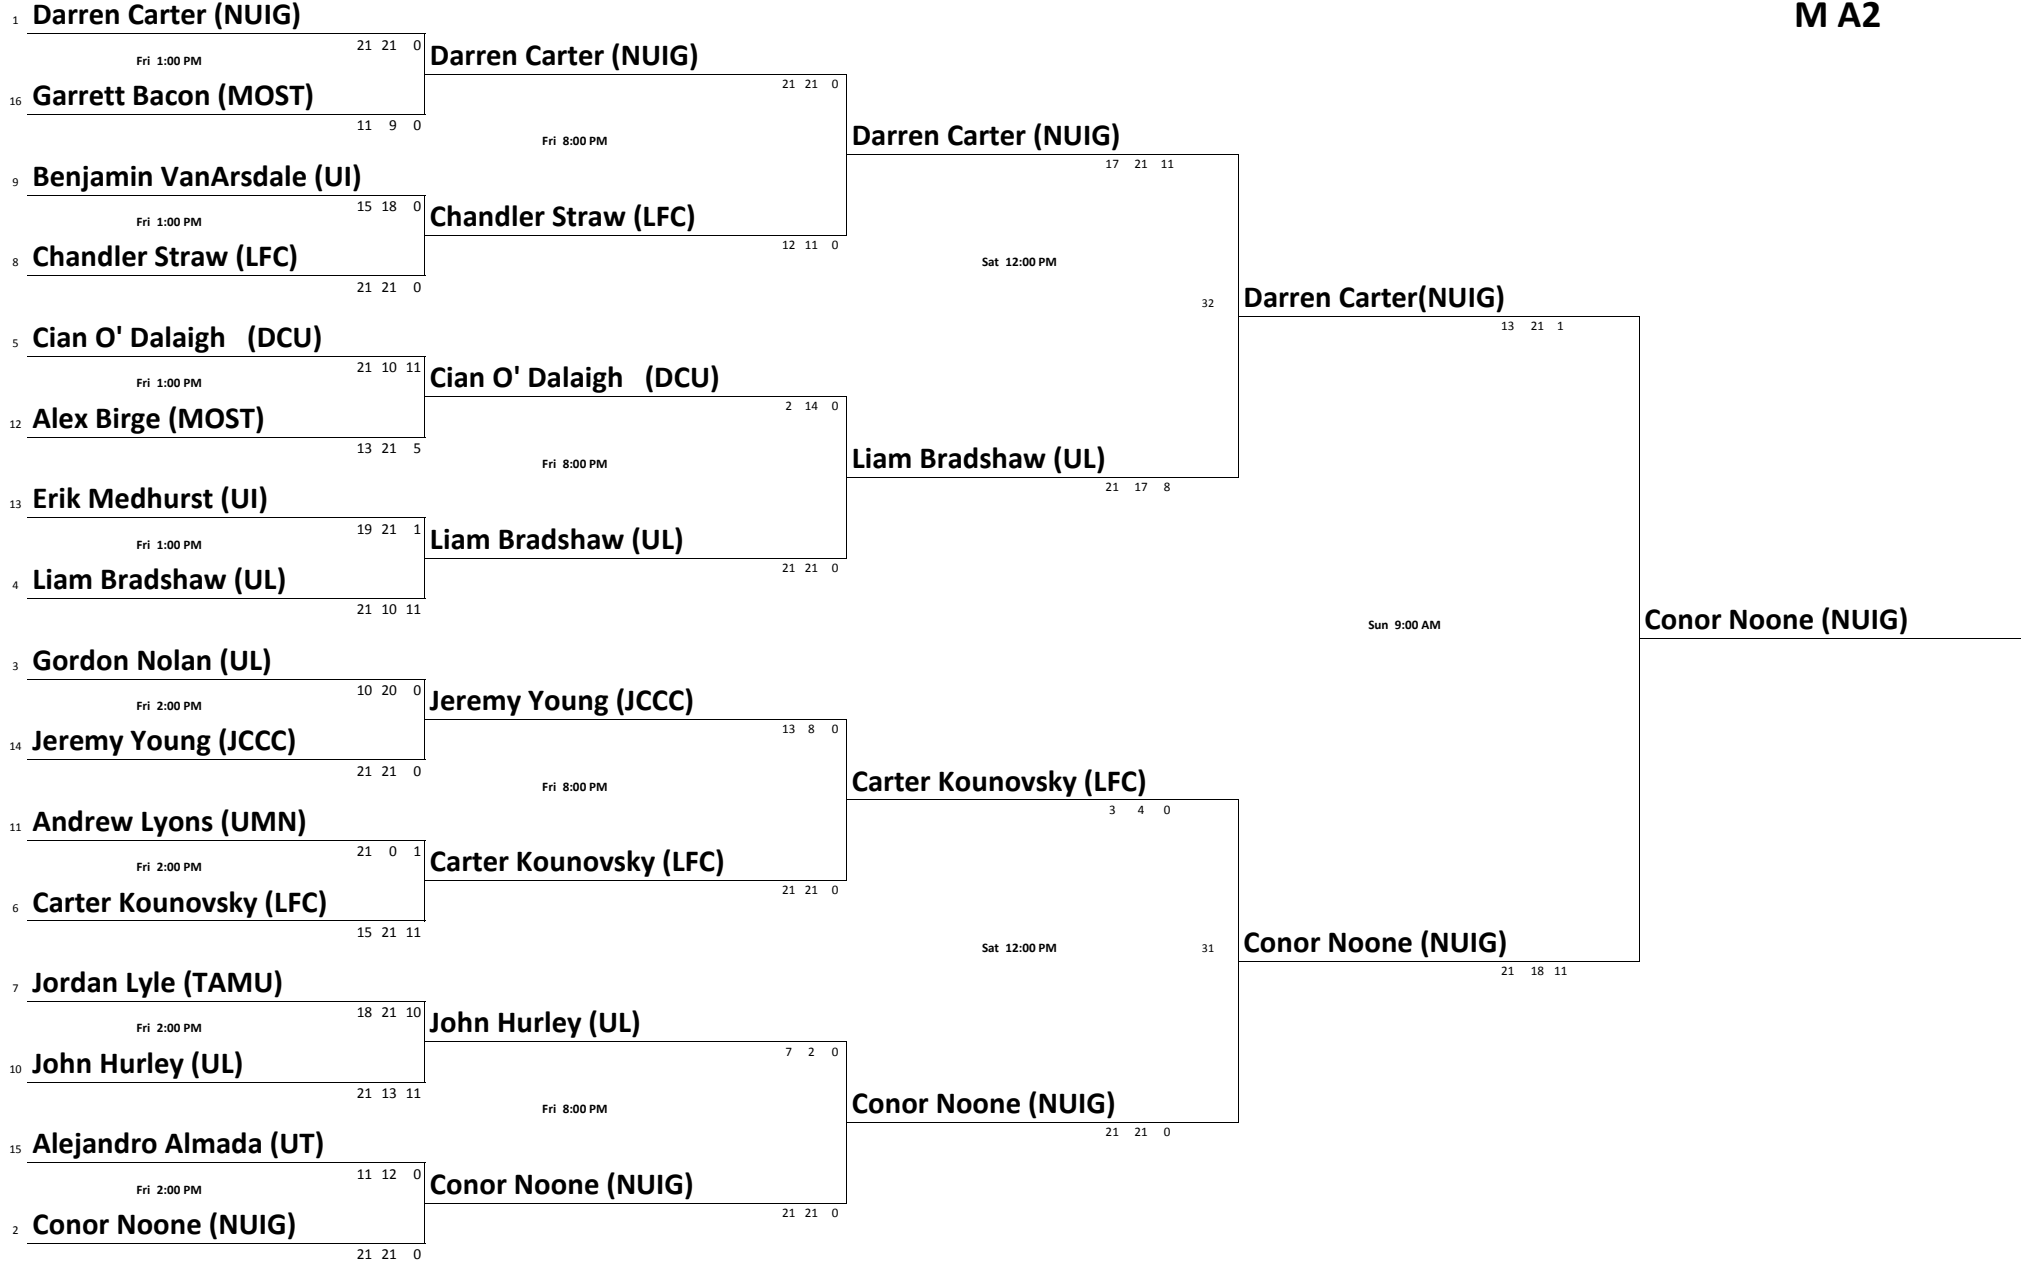 M A2
1 Darren Carter (NUIG)
21 21 0
Fri 1:00 PM
16 Garrett Bacon (MOST)
11 9 0
9 Benjamin VanArsdale (UI)
15 18 0
Fri 1:00 PM
8 Chandler Straw (LFC)
21 21 0
5 Cian O' Dalaigh (DCU)
21 10 11
Fri 1:00 PM
12 Alex Birge (MOST)
13 21 5
13 Erik Medhurst (UI)
19 21 1
Fri 1:00 PM
4 Liam Bradshaw (UL)
21 10 11
3 Gordon Nolan (UL)
10 20 0
Fri 2:00 PM
14 Jeremy Young (JCCC)
21 21 0
11 Andrew Lyons (UMN)
21 0 1
Fri 2:00 PM
6 Carter Kounovsky (LFC)
15 21 11
7 Jordan Lyle (TAMU)
18 21 10
Fri 2:00 PM
10 John Hurley (UL)
21 13 11
15 Alejandro Almada (UT)
11 12 0
Fri 2:00 PM
2 Conor Noone (NUIG)
21 21 0
Darren Carter (NUIG)
21 21 0
Fri 8:00 PM
Chandler Straw (LFC)
12 11 0
Cian O' Dalaigh (DCU)
2 14 0
Fri 8:00 PM
Liam Bradshaw (UL)
21 21 0
Jeremy Young (JCCC)
13 8 0
Fri 8:00 PM
Carter Kounovsky (LFC)
21 21 0
John Hurley (UL)
7 2 0
Fri 8:00 PM
Conor Noone (NUIG)
21 21 0
Darren Carter (NUIG)
17 21 11
Sat 12:00 PM
32
Liam Bradshaw (UL)
21 17 8
Carter Kounovsky (LFC)
3 4 0
Sat 12:00 PM
31
Conor Noone (NUIG)
21 21 0
Darren Carter(NUIG)
13 21 1
Sun 9:00 AM
Conor Noone (NUIG)
21 18 11
Conor Noone (NUIG)